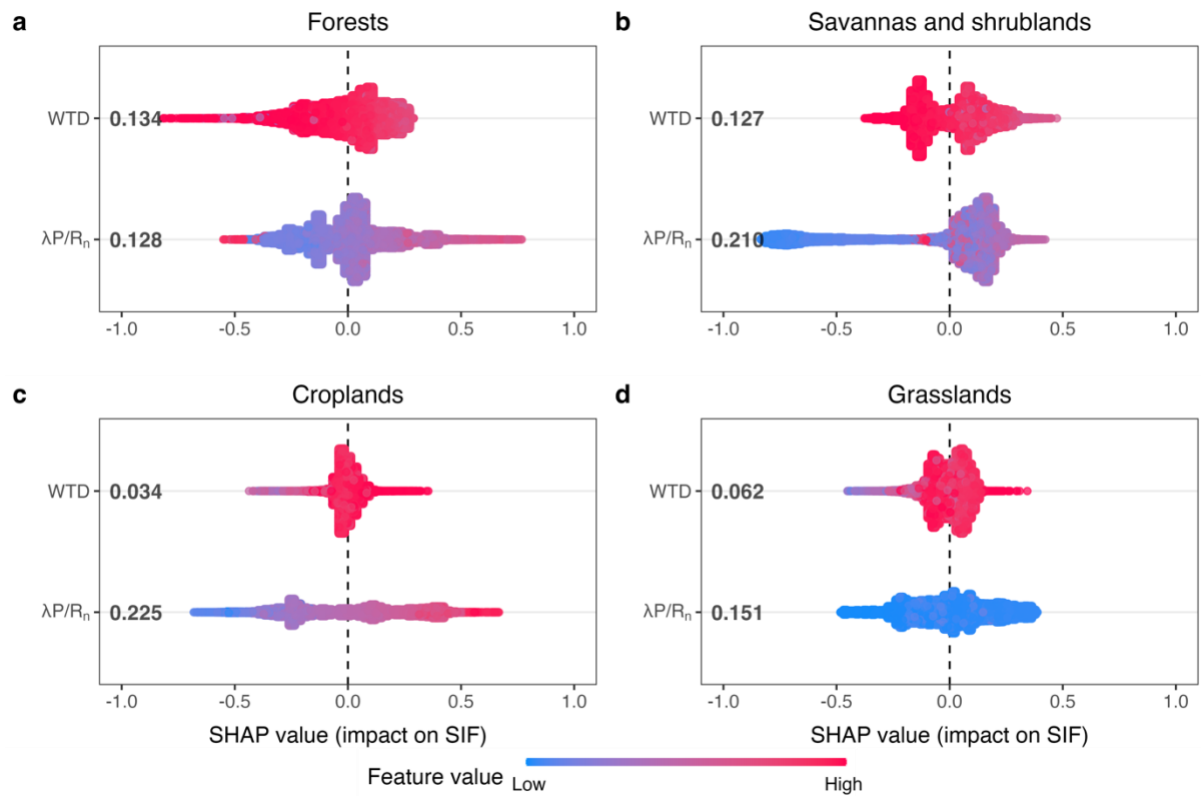 a Forests
WTD 0.134
λP/Rn 0.128
-1.0 -0.5 0.0 0.5 1.0
b Savannas and shrublands
WTD 0.127
λP/Rn 0.210
-1.0 -0.5 0.0 0.5 1.0
c Croplands
WTD 0.034
λP/Rn 0.225
-1.0 -0.5 0.0 0.5 1.0
SHAP value (impact on SIF)
d Grasslands
WTD 0.062
λP/Rn 0.151
-1.0 -0.5 0.0 0.5 1.0
SHAP value (impact on SIF)
Feature value Low High